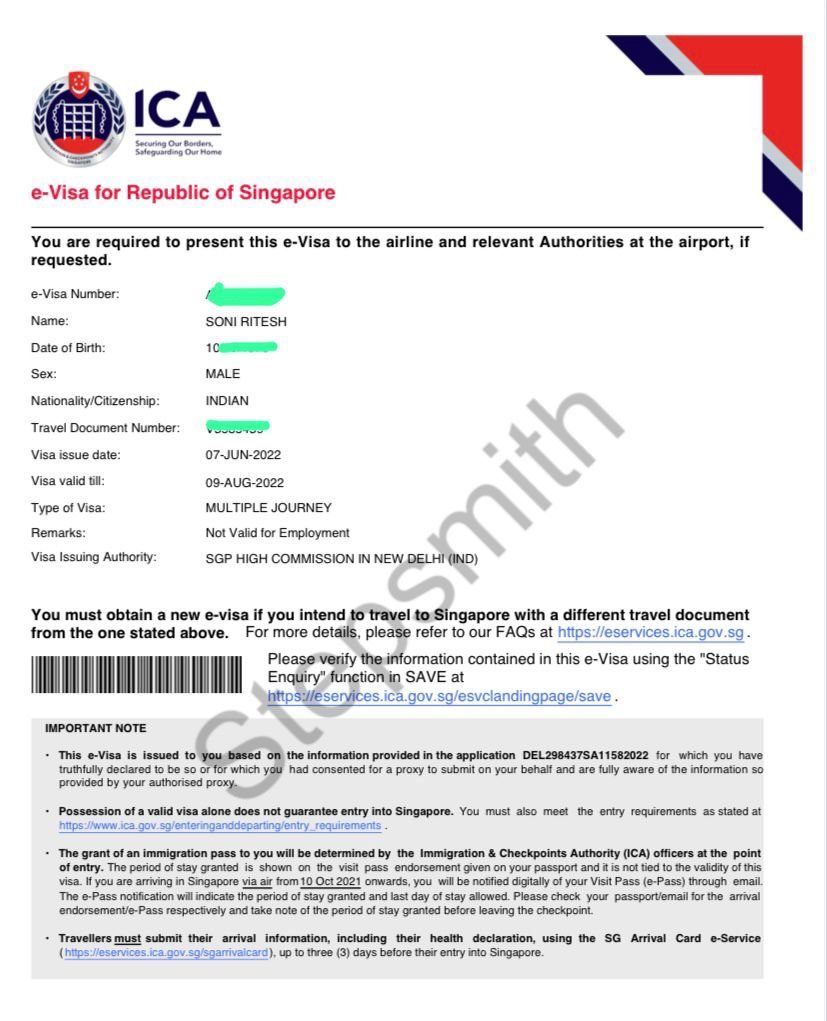 ICA
Securing Our Borders,
Safeguarding Our Home
e-Visa for Republic of Singapore
You are required to present this e-Visa to the airline and relevant Authorities at the airport, if
requested.
e-Visa Number:
Name: SONI RITESH
Date of Birth: 10
Sex: MALE
Nationality/Citizenship: INDIAN
Travel Document Number:
Visa issue date: 07-JUN-2022
Visa valid till: 09-AUG-2022
Type of Visa: MULTIPLE JOURNEY
Remarks: Not Valid for Employment
Visa Issuing Authority: SGP HIGH COMMISSION IN NEW DELHI (IND)
Stepsmith
You must obtain a new e-visa if you intend to travel to Singapore with a different travel document
from the one stated above. For more details, please refer to our FAQs at https://eservices.ica.gov.sg .
Please verify the information contained in this e-Visa using the "Status
Enquiry" function in SAVE at
https://eservices.ica.gov.sg/esvclandingpage/save .
IMPORTANT NOTE
· This e-Visa is issued to you based on the information provided in the application DEL298437SA11582022 for which you have
truthfully declared to be so or for which you had consented for a proxy to submit on your behalf and are fully aware of the information so
provided by your authorised proxy.
· Possession of a valid visa alone does not guarantee entry into Singapore. You must also meet the entry requirements as stated at
https://www.ica.gov.sg/enteringanddeparting/entry_requirements .
· The grant of an immigration pass to you will be determined by the Immigration & Checkpoints Authority (ICA) officers at the point
of entry. The period of stay granted is shown on the visit pass endorsement given on your passport and it is not tied to the validity of this
visa. If you are arriving in Singapore via air from 10 Oct 2021 onwards, you will be notified digitally of your Visit Pass (e-Pass) through email.
The e-Pass notification will indicate the period of stay granted and last day of stay allowed. Please check your passport/email for the arrival
endorsement/e-Pass respectively and take note of the period of stay granted before leaving the checkpoint.
· Travellers must submit their arrival information, including their health declaration, using the SG Arrival Card e-Service
(https://eservices.ica.gov.sg/sgarrivalcard), up to three (3) days before their entry into Singapore.